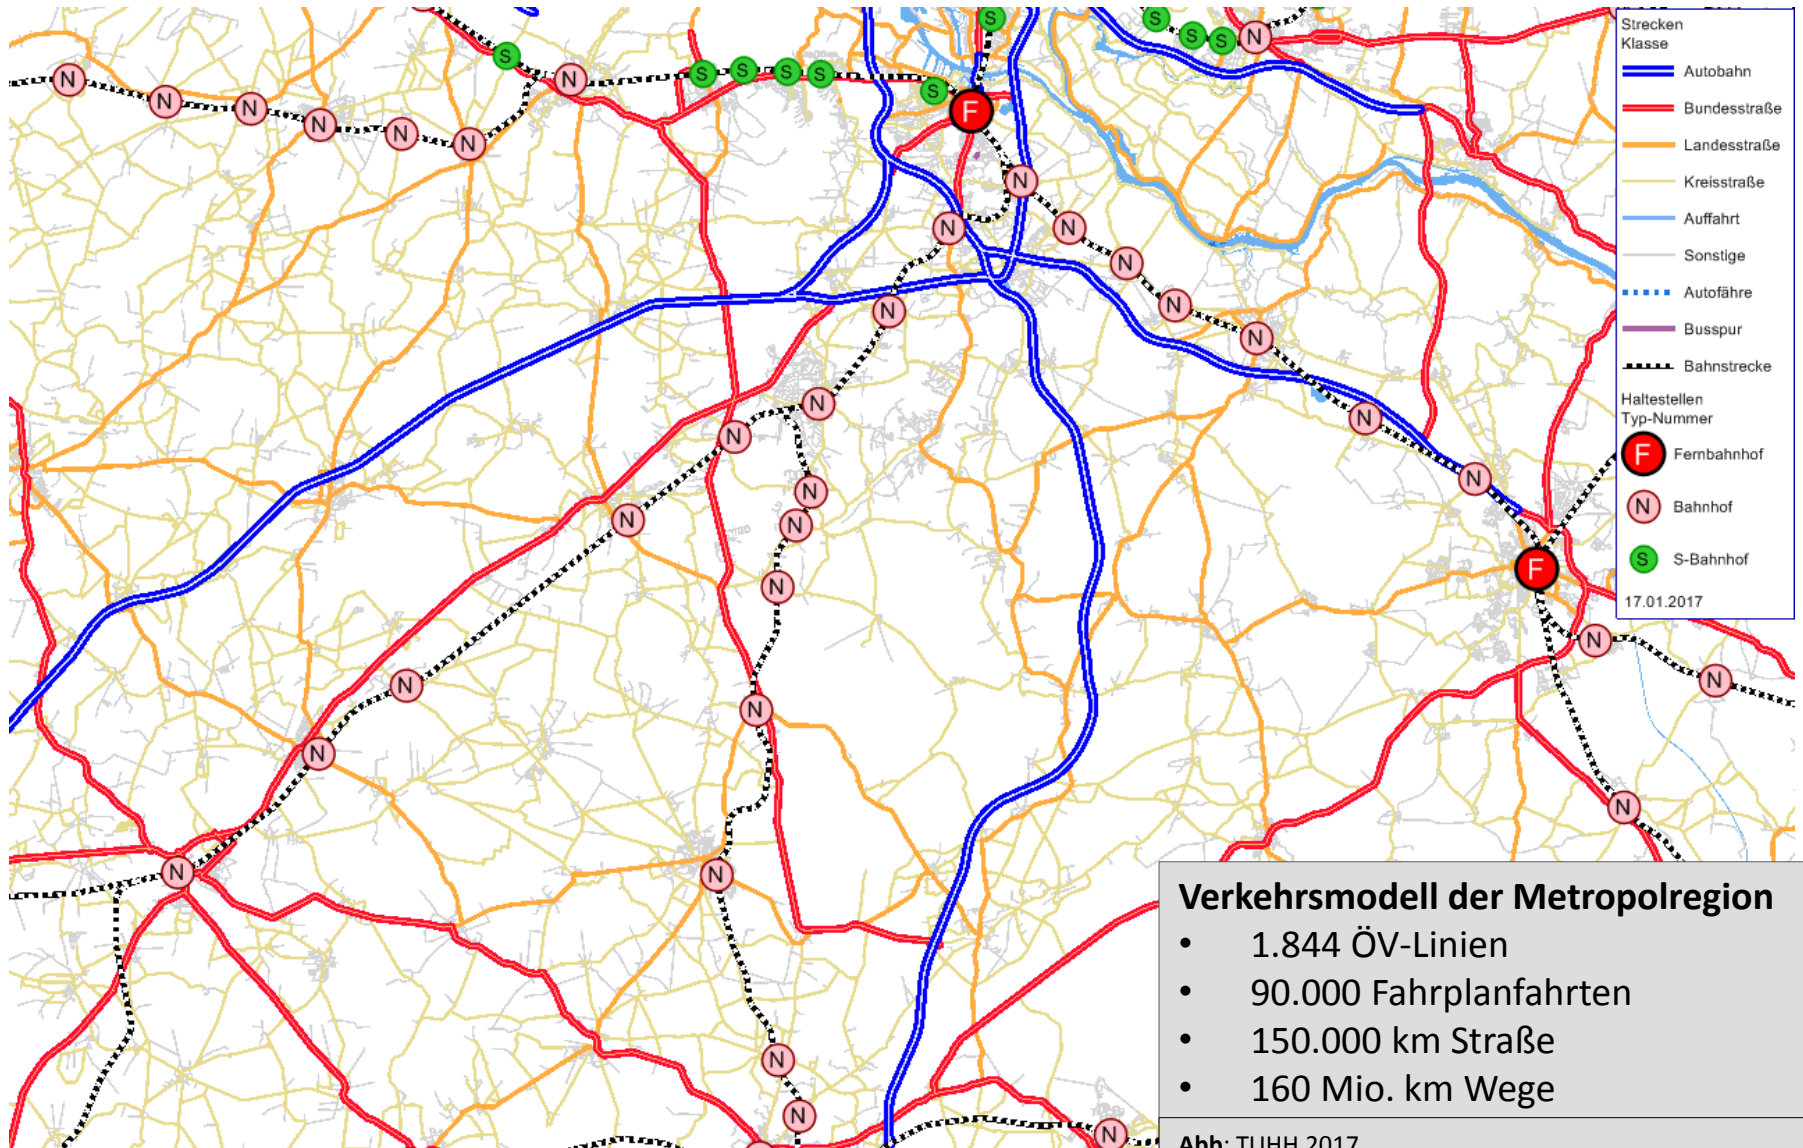 Strecken
Klasse
Autobahn
Bundesstraße
Landesstraße
Kreisstraße
Auffahrt
Sonstige
Autofähre
Busspur
Bahnstrecke
Haltestellen
Typ-Nummer
F Fernbahnhof
N Bahnhof
S S-Bahnhof
17.01.2017
S S S S N
S N S S S S S F
N N N N N N
N N N N N N
N N N N N
N N N F
N N N
N N N
N N N
N N N
Verkehrsmodell der Metropolregion
• 1.844 ÖV-Linien
• 90.000 Fahrplanfahrten
• 150.000 km Straße
• 160 Mio. km Wege
Abb: TUHH 2017